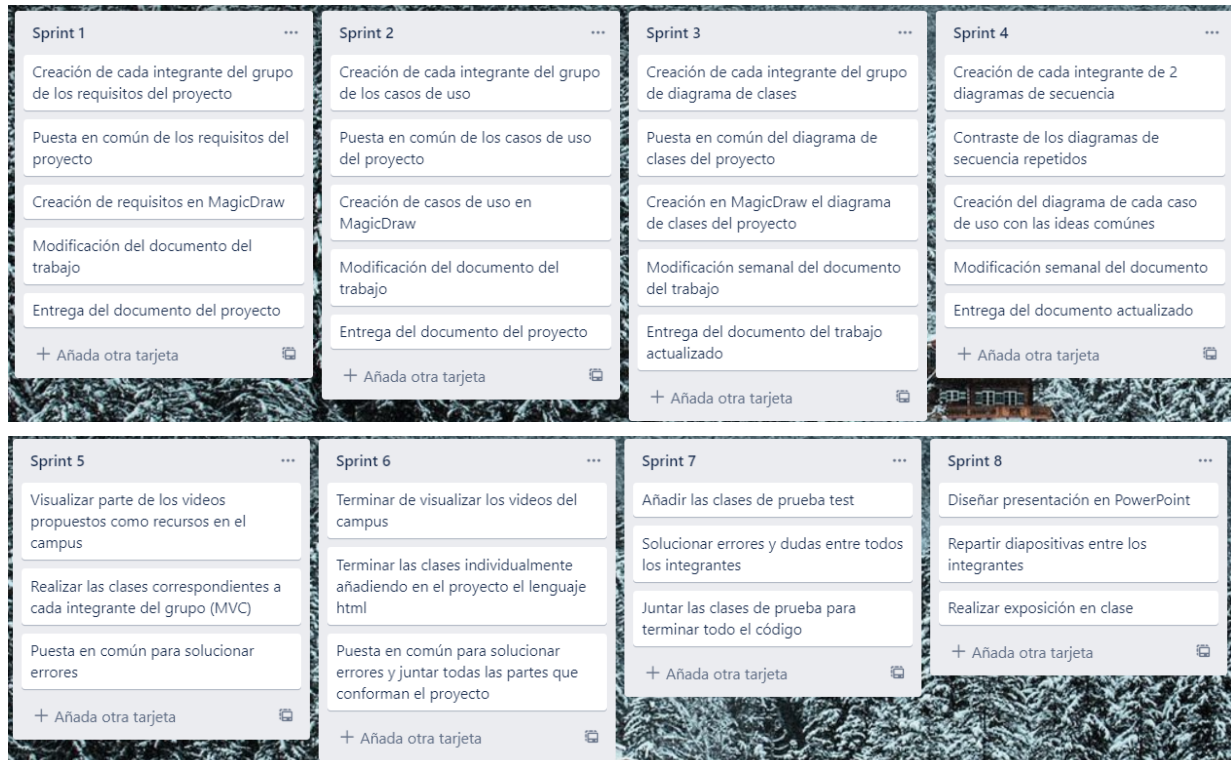 Sprint 1 ...
Creación de cada integrante del grupo
de los requisitos del proyecto
Puesta en común de los requisitos del
proyecto
Creación de requisitos en MagicDraw
Modificación del documento del
trabajo
Entrega del documento del proyecto
+ Añada otra tarjeta
Sprint 2 ...
Creación de cada integrante del grupo
de los casos de uso
Puesta en común de los casos de uso
del proyecto
Creación de casos de uso en
MagicDraw
Modificación del documento del
trabajo
Entrega del documento del proyecto
+ Añada otra tarjeta
Sprint 3 ...
Creación de cada integrante del grupo
de diagrama de clases
Puesta en común del diagrama de
clases del proyecto
Creación en MagicDraw el diagrama
de clases del proyecto
Modificación semanal del documento
del trabajo
Entrega del documento del trabajo
actualizado
+ Añada otra tarjeta
Sprint 4
Creación de cada integrante de 2
diagramas de secuencia
Contraste de los diagramas de
secuencia repetidos
Creación del diagrama de cada caso
de uso con las ideas comúnes
Modificación semanal del documento
Entrega del documento actualizado
+ Añada otra tarjeta
Sprint 5 ...
Visualizar parte de los videos
propuestos como recursos en el
campus
Realizar las clases correspondientes a
cada integrante del grupo (MVC)
Puesta en común para solucionar
errores
+ Añada otra tarjeta
Sprint 6 ...
Terminar de visualizar los videos del
campus
Terminar las clases individualmente
añadiendo en el proyecto el lenguaje
html
Puesta en común para solucionar
errores y juntar todas las partes que
conforman el proyecto
+ Añada otra tarjeta
Sprint 7 ...
Añadir las clases de prueba test
Solucionar errores y dudas entre todos
los integrantes
Juntar las clases de prueba para
terminar todo el código
+ Añada otra tarjeta
Sprint 8 ...
Diseñar presentación en PowerPoint
Repartir diapositivas entre los
integrantes
Realizar exposición en clase
+ Añada otra tarjeta